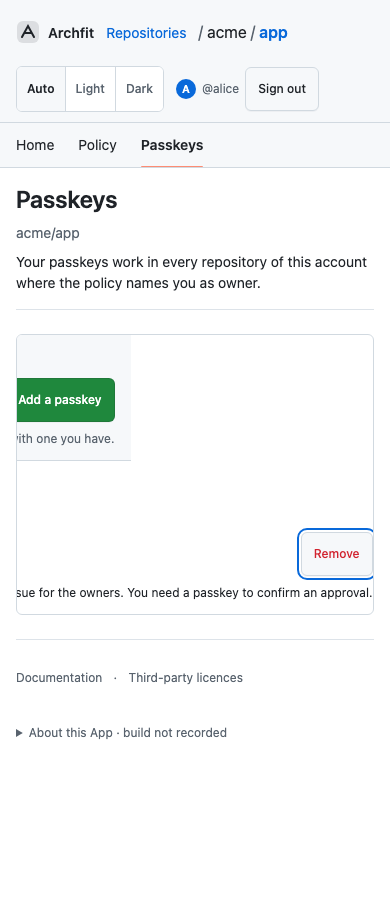 Archfit Repositories / acme / app
Auto Light Dark A @alice Sign out
Home Policy Passkeys
Passkeys
acme/app
Your passkeys work in every repository of this account
where the policy names you as owner.
Add a passkey
with one you have.
Remove
sue for the owners. You need a passkey to confirm an approval.
Documentation · Third-party licences
About this App · build not recorded